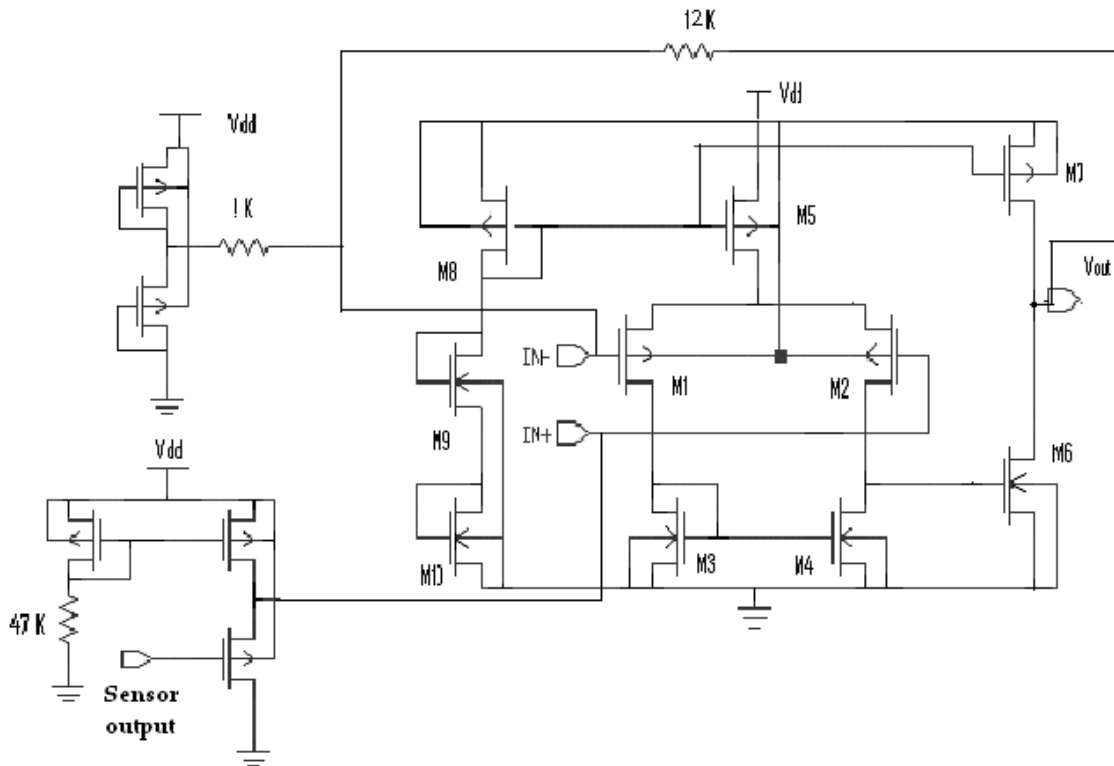 12K
Vdd
Vdd
1K
M7
M5
M8
Vout
IN-
M1
M2
IN+
M9
M6
Vdd
M10
M3
M4
47K
Sensor
output